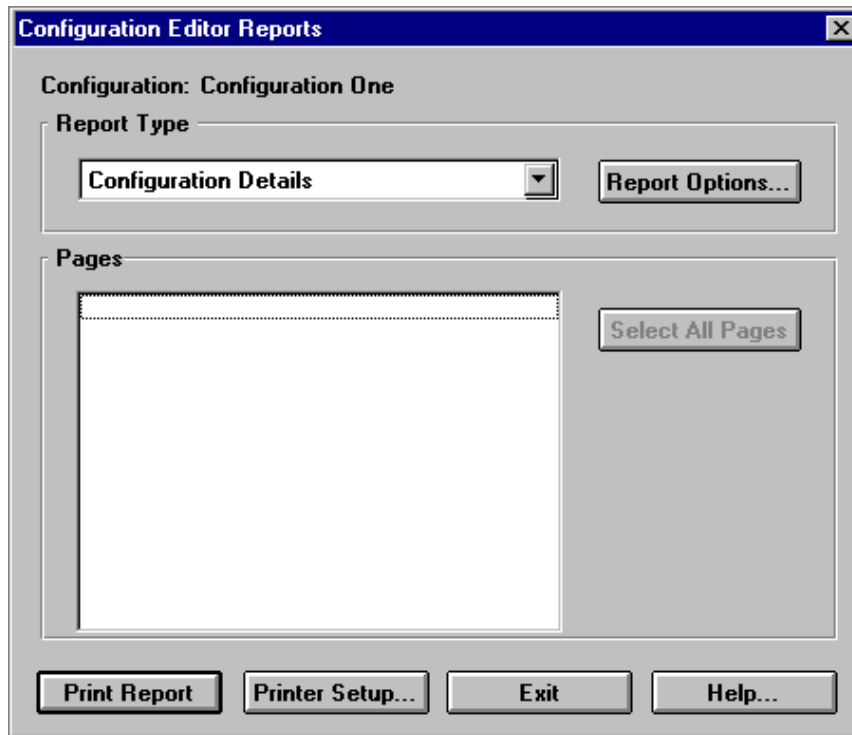 Configuration Editor Reports
Configuration: Configuration One
Report Type
Configuration Details
Report Options...
Pages
Select All Pages
Print Report
Printer Setup...
Exit
Help...